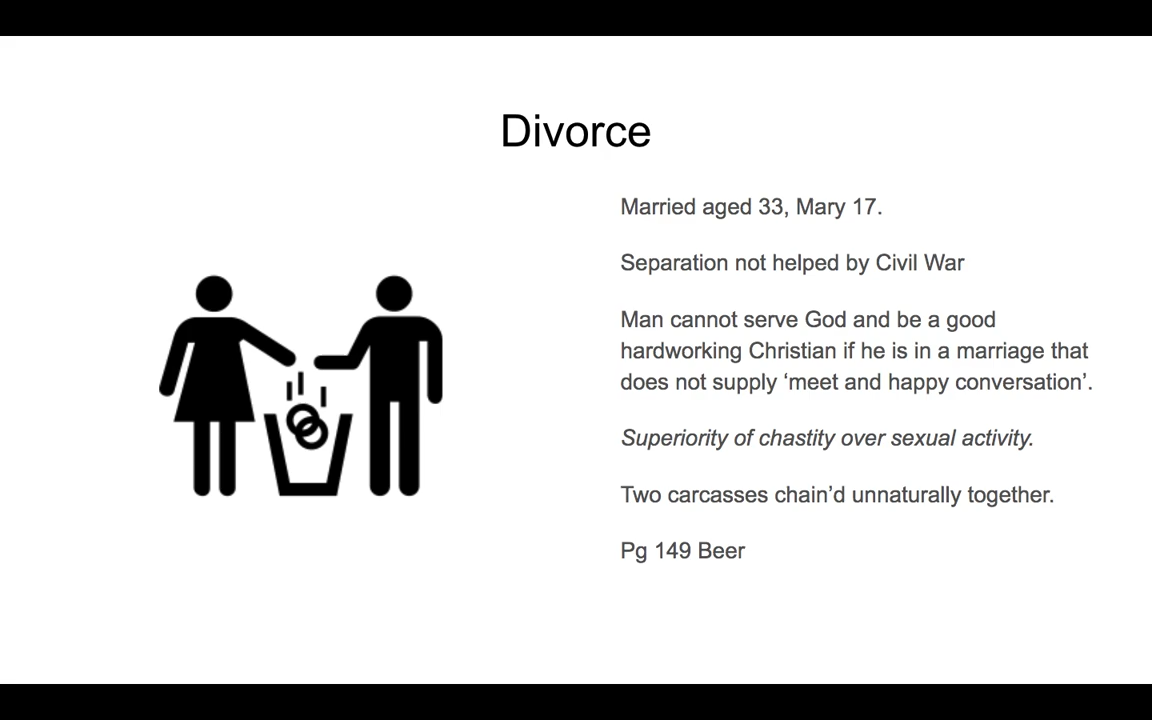 Divorce
Married aged 33, Mary 17.
Separation not helped by Civil War
Man cannot serve God and be a good
hardworking Christian if he is in a marriage that
does not supply ‘meet and happy conversation’.
Superiority of chastity over sexual activity.
Two carcasses chain’d unnaturally together.
Pg 149 Beer